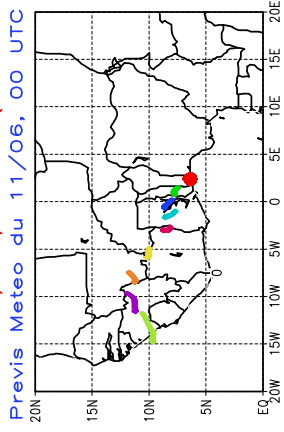 Previs Meteo du 11/06, 00 UTC
20E
15E
10E
5E
0
5W
10W
15W
20W
20N
15N
10N
5N
EQ
0